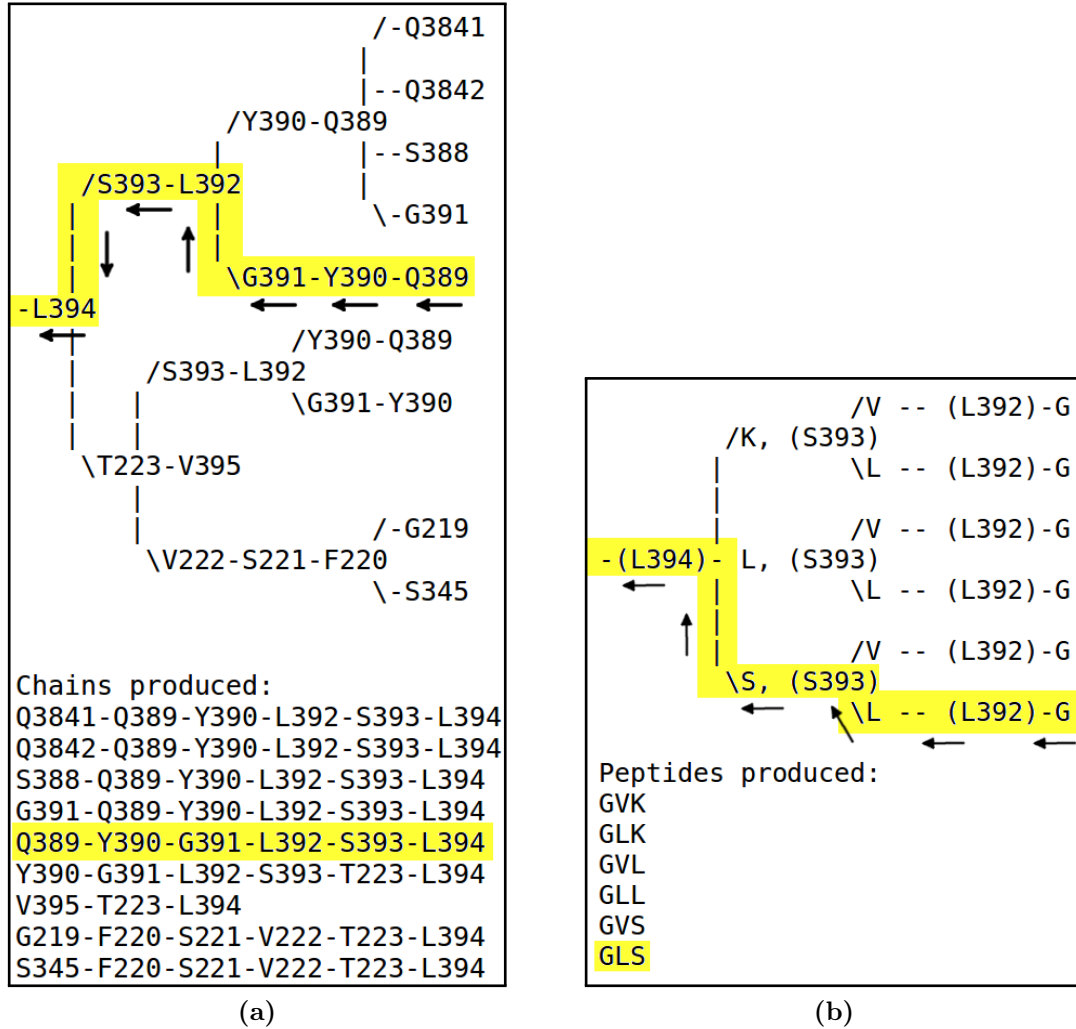 /-Q3841
|
|--Q3842
/Y390-Q389
| |--S388
/S393-L392 |
| | \-G391
| |
| \G391-Y390-Q389
-L394
| /Y390-Q389
| /S393-L392
| | \G391-Y390
| |
\T223-V395
|
| /-G219
\V222-S221-F220
\-S345
Chains produced:
Q3841-Q389-Y390-L392-S393-L394
Q3842-Q389-Y390-L392-S393-L394
S388-Q389-Y390-L392-S393-L394
G391-Q389-Y390-L392-S393-L394
Q389-Y390-G391-L392-S393-L394
Y390-G391-L392-S393-T223-L394
V395-T223-L394
G219-F220-S221-V222-T223-L394
S345-F220-S221-V222-T223-L394
(a)
/V -- (L392)-G
/K, (S393)
| \L -- (L392)-G
|
| /V -- (L392)-G
-(L394)- L, (S393)
| \L -- (L392)-G
|
| /V -- (L392)-G
\S, (S393)
\L -- (L392)-G
Peptides produced:
GVK
GLK
GVL
GLL
GVS
GLS
(b)